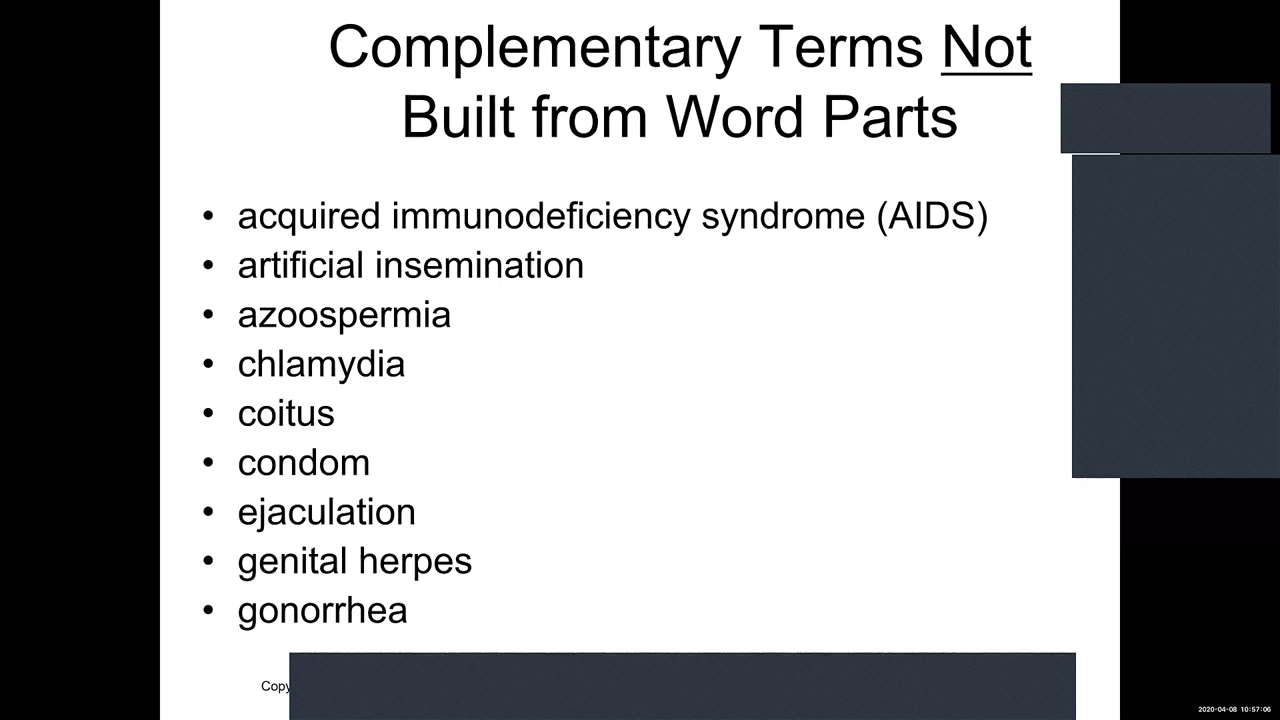 Complementary Terms Not
Built from Word Parts
• acquired immunodeficiency syndrome (AIDS)
• artificial insemination
• azoospermia
• chlamydia
• coitus
• condom
• ejaculation
• genital herpes
• gonorrhea
Copy
2020-04-08 10:57:06